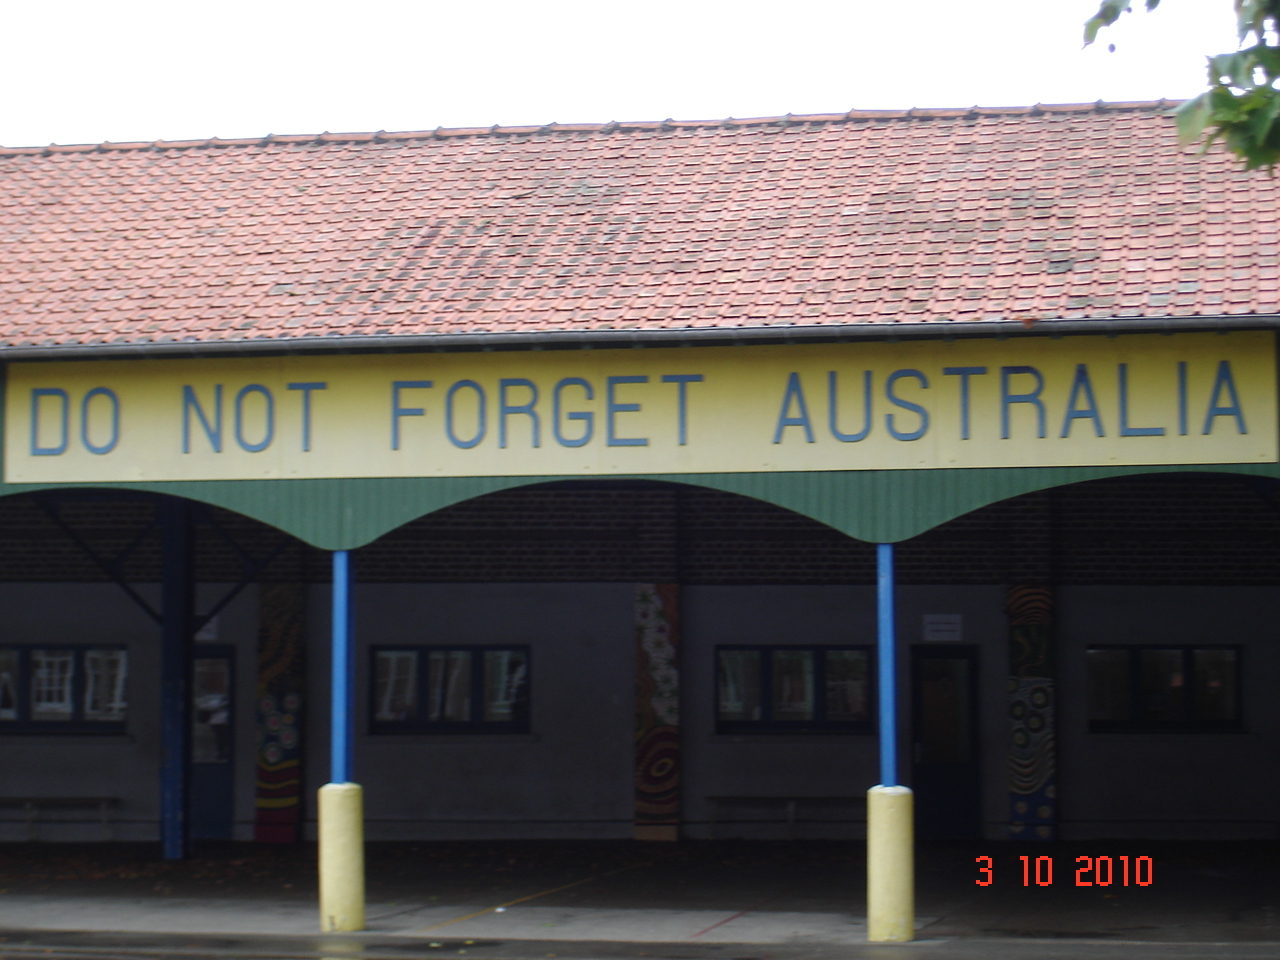 DO NOT FORGET AUSTRALIA
3 10 2010